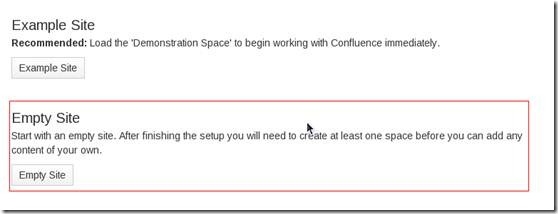 Example Site
Recommended: Load the 'Demonstration Space' to begin working with Confluence immediately.
Example Site
Empty Site
Start with an empty site. After finishing the setup you will need to create at least one space before you can add any
content of your own.
Empty Site